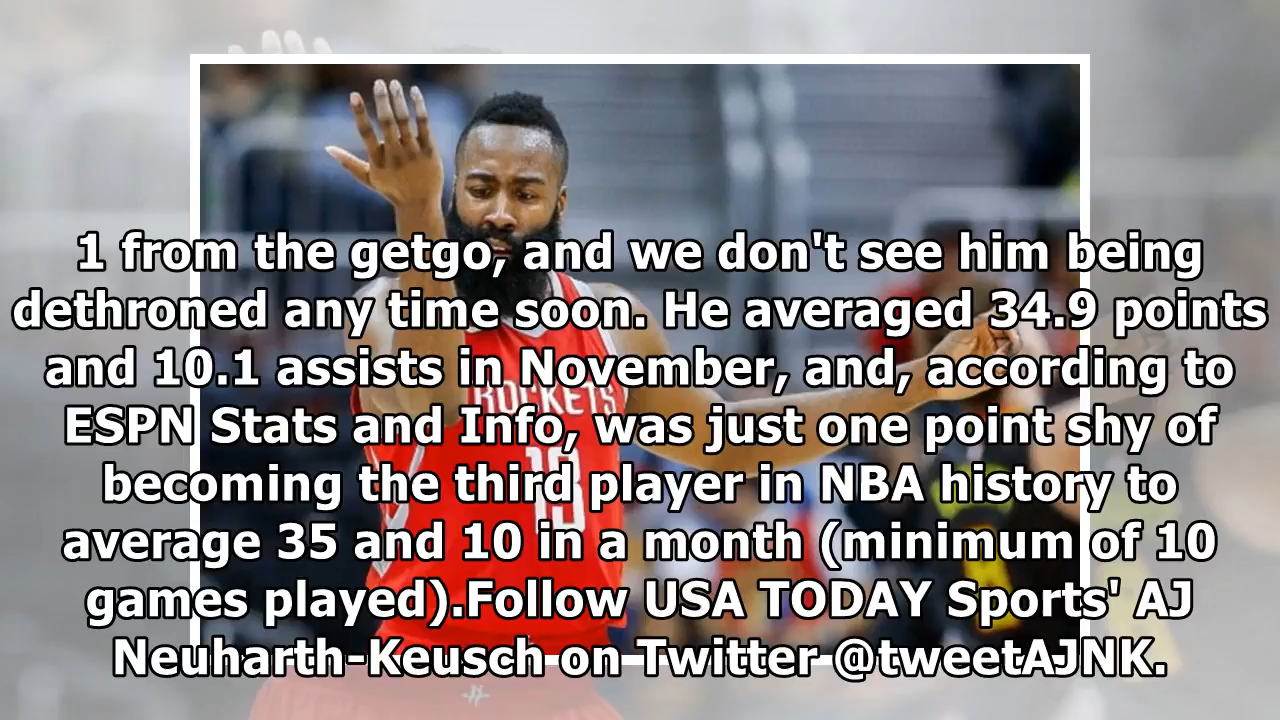 1 from the getgo, and we don't see him being
dethroned any time soon. He averaged 34.9 points
and 10.1 assists in November, and, according to
ESPN Stats and Info, was just one point shy of
becoming the third player in NBA history to
average 35 and 10 in a month (minimum of 10
games played).Follow USA TODAY Sports' AJ
Neuharth-Keusch on Twitter @tweetAJNK.
ROCKETS
13